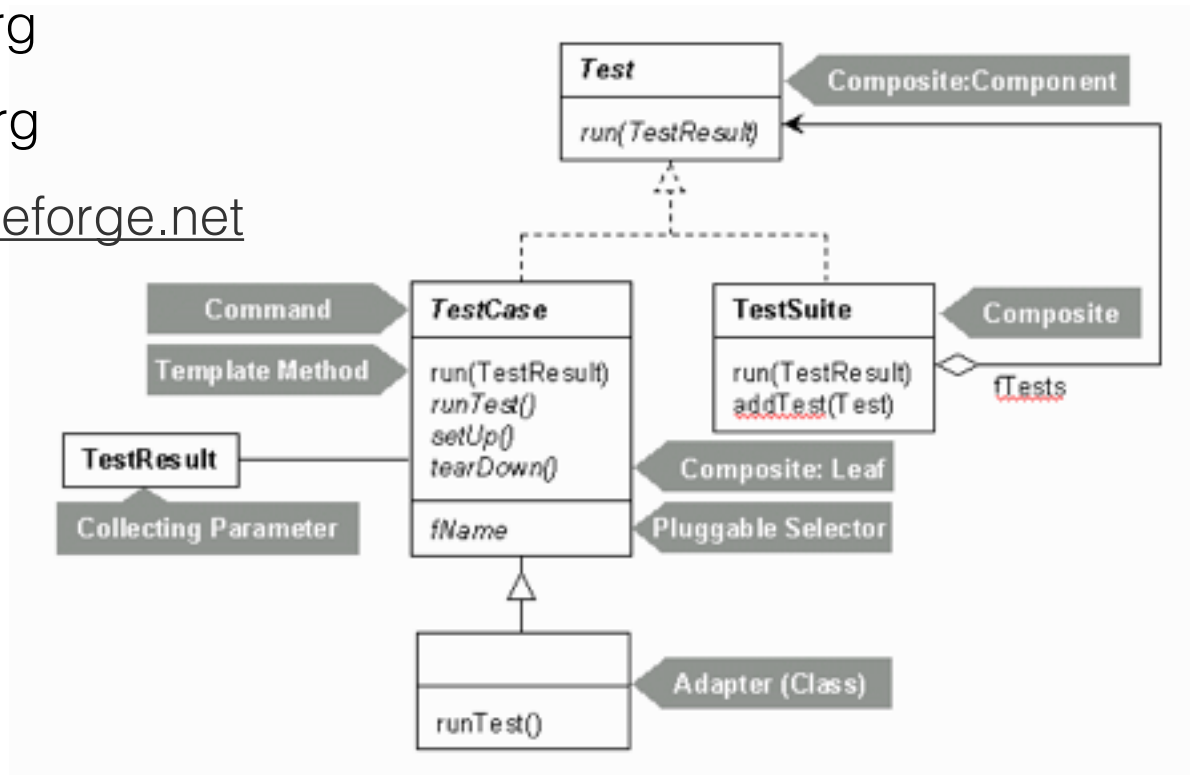 rg
rg
eforge.net
Test
run(TestResult)
Composite:Component
Command
Template Method
TestCase
run(TestResult)
runTest()
setUp()
tearDown()
fName
TestSuite
run(TestResult)
addTest(Test)
Composite
fTests
TestResult
Collecting Parameter
Composite: Leaf
Pluggable Selector
runTest()
Adapter (Class)